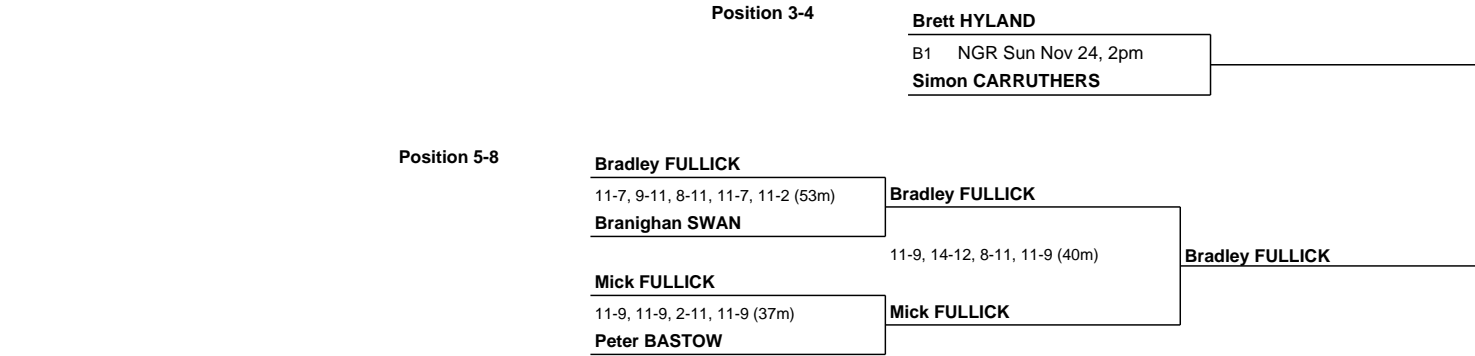 Position 3-4
Brett HYLAND
B1 NGR Sun Nov 24, 2pm
Simon CARRUTHERS
Position 5-8
Bradley FULLICK
11-7, 9-11, 8-11, 11-7, 11-2 (53m)
Bradley FULLICK
Branighan SWAN
11-9, 14-12, 8-11, 11-9 (40m)
Bradley FULLICK
Mick FULLICK
11-9, 11-9, 2-11, 11-9 (37m)
Mick FULLICK
Peter BASTOW